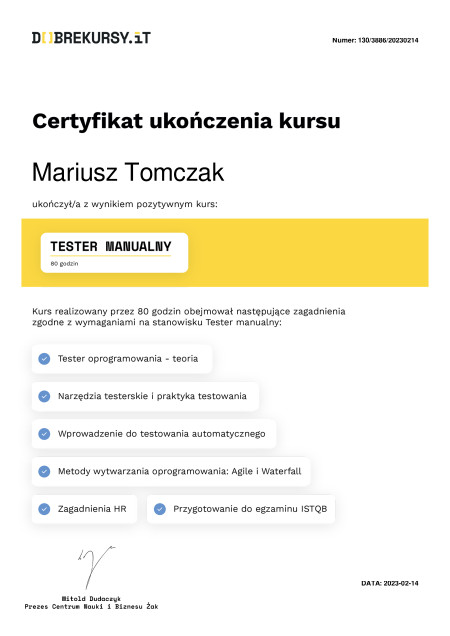 D[]BREKURSY.iT
Numer: 130/3886/20230214
Certyfikat ukończenia kursu
Mariusz Tomczak
ukończył/a z wynikiem pozytywnym kurs:
TESTER MANUALNY
80 godzin
Kurs realizowany przez 80 godzin obejmował następujące zagadnienia
zgodne z wymaganiami na stanowisku Tester manualny:
Tester oprogramowania - teoria
Narzędzia testerskie i praktyka testowania
Wprowadzenie do testowania automatycznego
Metody wytwarzania oprogramowania: Agile i Waterfall
Zagadnienia HR
Przygotowanie do egzaminu ISTQB
DATA: 2023-02-14
Witold Dudaczyk
Prezes Centrum Nauki i Biznesu Żak